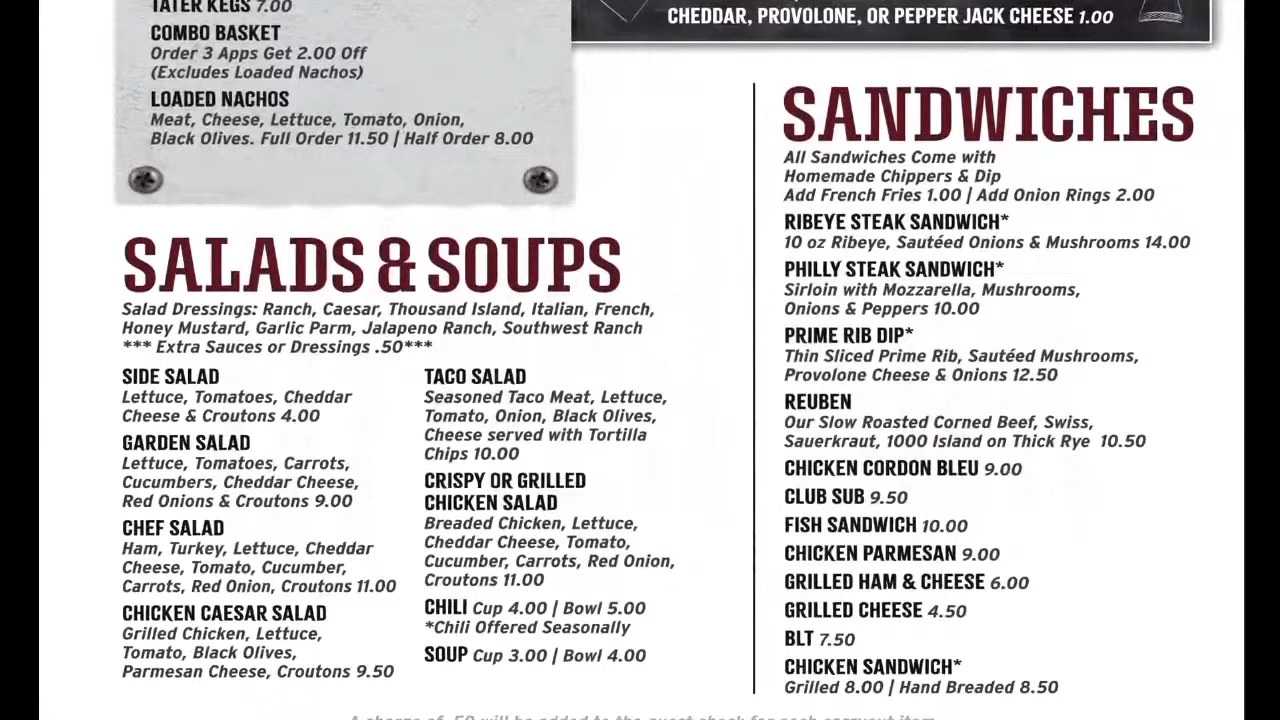 TATER KEGS 7.00
COMBO BASKET
Order 3 Apps Get 2.00 Off
(Excludes Loaded Nachos)
LOADED NACHOS
Meat, Cheese, Lettuce, Tomato, Onion,
Black Olives. Full Order 11.50 | Half Order 8.00
CHEDDAR, PROVOLONE, OR PEPPER JACK CHEESE 1.00
SALADS & SOUPS
Salad Dressings: Ranch, Caesar, Thousand Island, Italian, French,
Honey Mustard, Garlic Parm, Jalapeno Ranch, Southwest Ranch
*** Extra Sauces or Dressings .50***
SIDE SALAD
Lettuce, Tomatoes, Cheddar
Cheese & Croutons 4.00
GARDEN SALAD
Lettuce, Tomatoes, Carrots,
Cucumbers, Cheddar Cheese,
Red Onions & Croutons 9.00
CHEF SALAD
Ham, Turkey, Lettuce, Cheddar
Cheese, Tomato, Cucumber,
Carrots, Red Onion, Croutons 11.00
CHICKEN CAESAR SALAD
Grilled Chicken, Lettuce,
Tomato, Black Olives,
Parmesan Cheese, Croutons 9.50
TACO SALAD
Seasoned Taco Meat, Lettuce,
Tomato, Onion, Black Olives,
Cheese served with Tortilla
Chips 10.00
CRISPY OR GRILLED
CHICKEN SALAD
Breaded Chicken, Lettuce,
Cheddar Cheese, Tomato,
Cucumber, Carrots, Red Onion,
Croutons 11.00
CHILI Cup 4.00 | Bowl 5.00
*Chili Offered Seasonally
SOUP Cup 3.00 | Bowl 4.00
SANDWICHES
All Sandwiches Come with
Homemade Chippers & Dip
Add French Fries 1.00 | Add Onion Rings 2.00
RIBEYE STEAK SANDWICH*
10 oz Ribeye, Sautéed Onions & Mushrooms 14.00
PHILLY STEAK SANDWICH*
Sirloin with Mozzarella, Mushrooms,
Onions & Peppers 10.00
PRIME RIB DIP*
Thin Sliced Prime Rib, Sautéed Mushrooms,
Provolone Cheese & Onions 12.50
REUBEN
Our Slow Roasted Corned Beef, Swiss,
Sauerkraut, 1000 Island on Thick Rye 10.50
CHICKEN CORDON BLEU 9.00
CLUB SUB 9.50
FISH SANDWICH 10.00
CHICKEN PARMESAN 9.00
GRILLED HAM & CHEESE 6.00
GRILLED CHEESE 4.50
BLT 7.50
CHICKEN SANDWICH*
Grilled 8.00 | Hand Breaded 8.50
A charge of .50 will be added to the guest check for each carryout item